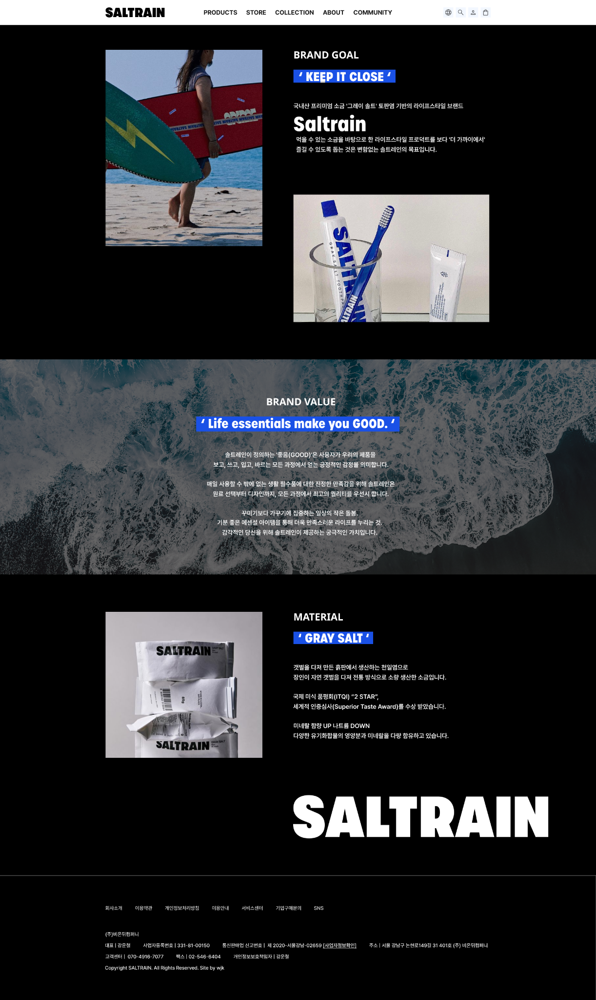 SALTRAIN
PRODUCTS STORE COLLECTION ABOUT COMMUNITY
BRAND GOAL
‘ KEEP IT CLOSE ‘
국내산 프리미엄 소금 '그레이 솔트' 토판염 기반의 라이프스타일 브랜드
Saltrain
먹을 수 있는 소금을 바탕으로 한 라이프스타일 프로덕트를 보다 '더 가까이에서'
즐길 수 있도록 돕는 것은 변함없는 솔트레인의 목표입니다.
SALTRAIN
GRAY SALT TOOTHPAS
SALTRAIN
BRAND VALUE
‘ Life essentials make you GOOD. ‘
솔트레인이 정의하는 '좋음(GOOD)'은 사용자가 우리의 제품을
보고, 쓰고, 입고, 바르는 모든 과정에서 얻는 긍정적인 감정을 의미합니다.
매일 사용할 수 밖에 없는 생활 필수품에 대한 진정한 만족감을 위해 솔트레인은
원료 선택부터 디자인까지, 모든 과정에서 최고의 퀄리티를 우선시 합니다.
꾸미기보다 가꾸기에 집중하는 일상의 작은 돌봄.
기분 좋은 에센셜 아이템을 통해 더욱 만족스러운 라이프를 누리는 것.
감각적인 당신을 위해 솔트레인이 제공하는 궁극적인 가치입니다.
MATERIAL
‘ GRAY SALT ‘
갯벌을 다져 만든 흙판에서 생산하는 천일염으로
장인이 자연 갯벌을 다져 전통 방식으로 소량 생산한 소금입니다.
국제 미식 품평회(ITQI) “2 STAR”,
세계적 인증심사(Superior Taste Award)를 수상 받았습니다.
미네랄 함량 UP 나트륨 DOWN
다양한 유기화합물의 영양분과 미네랄을 다량 함유하고 있습니다.
SALTRAIN GRAY SALT
85g
SALTRAIN GRAY SALT
SALTRAIN
회사소개 이용약관 개인정보처리방침 이용안내 서비스센터 기업구매문의 SNS
(주)비온뒤컴퍼니
대표 | 강운철 사업자등록번호 | 331-81-00150 통신판매업 신고번호 | 제 2020-서울강남-02659 [사업자정보확인] 주소 | 서울 강남구 논현로149길 31 401호 (주) 비온뒤컴퍼니
고객센터 | 070-4916-7077 팩스 | 02-546-6404 개인정보보호책임자 | 강운철
Copyright SALTRAIN. All Rights Reserved. Site by wjk